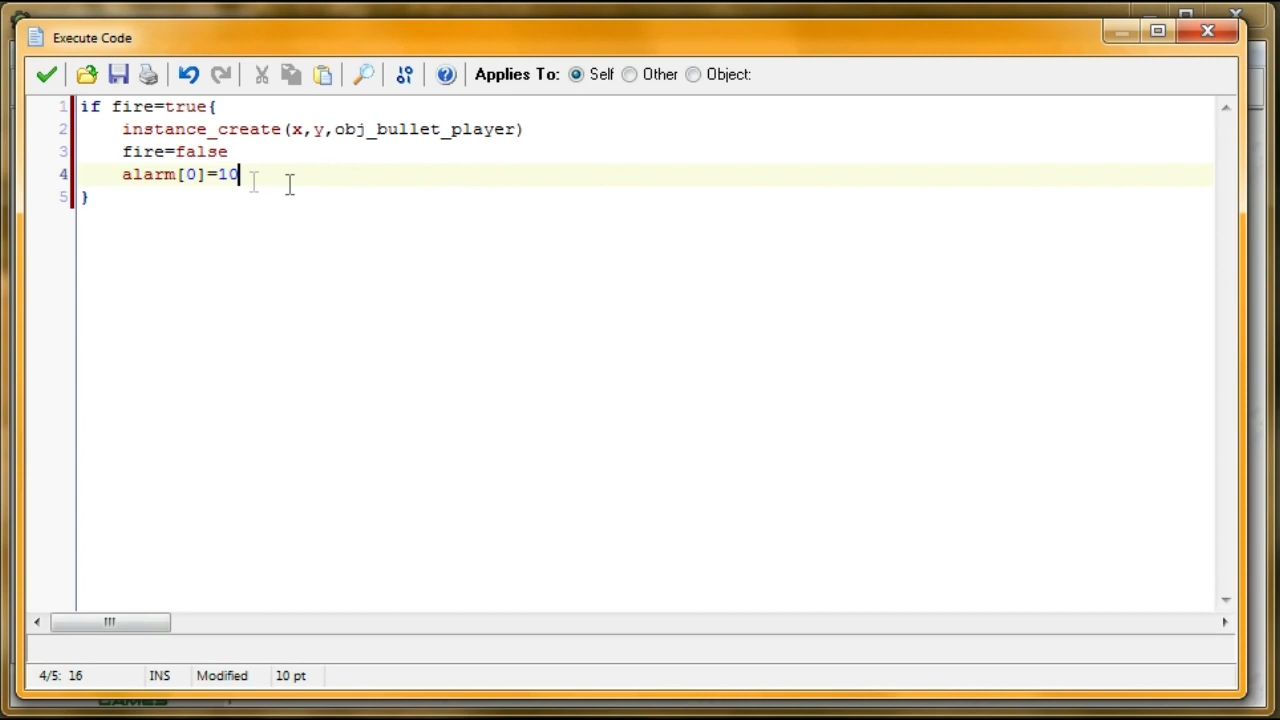 Execute Code
Applies To: Self Other Object:
1 if fire=true{
2 instance_create(x,y,obj_bullet_player)
3 fire=false
4 alarm[0]=10
5 }
4/5: 16 INS Modified 10 pt
GAMES